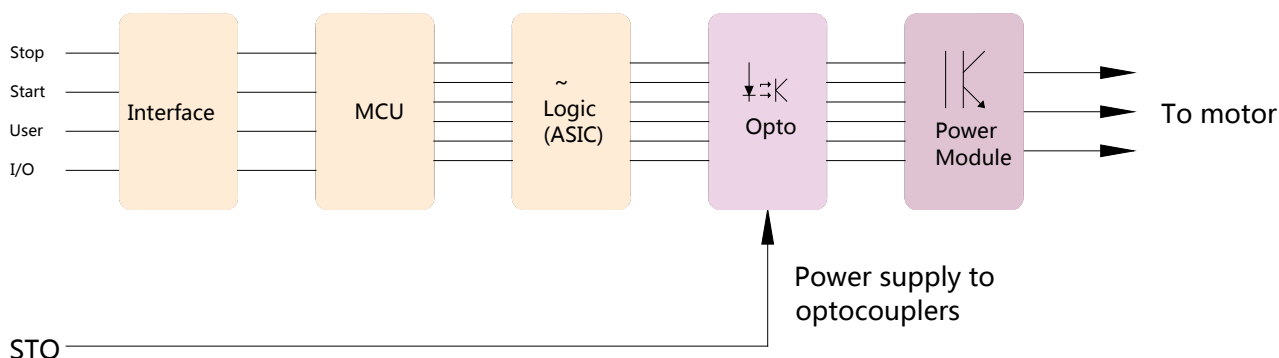 Stop
Start
User
I/O
Interface
MCU
~
Logic
(ASIC)
Opto
Power
Module
To motor
Power supply to
optocouplers
STO